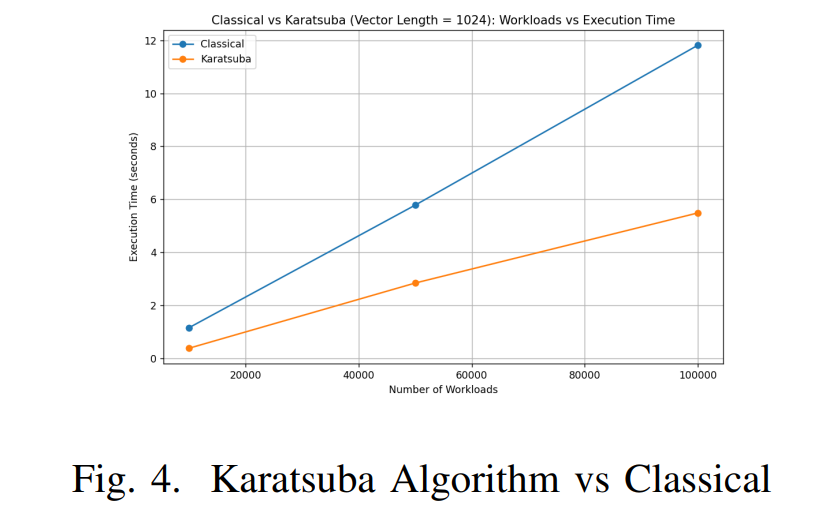 Classical vs Karatsuba (Vector Length = 1024): Workloads vs Execution Time
Classical
Karatsuba
12
10
8
6
4
2
0
Execution Time (seconds)
20000 40000 60000 80000 100000
Number of Workloads
Fig. 4. Karatsuba Algorithm vs Classical